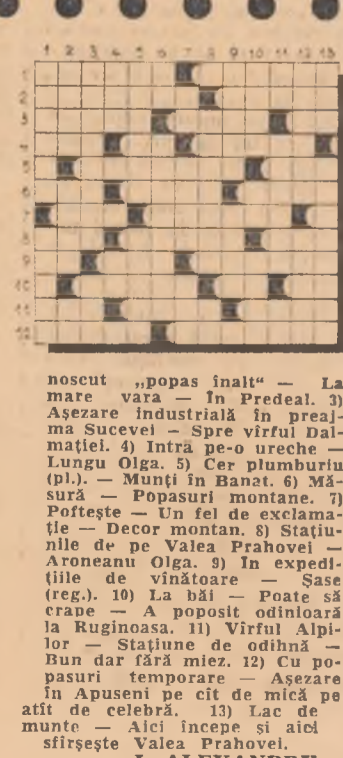 1 2 3 4 5 6 7 8 9 10 11 12 13
1
2
3
4
5
6
7
8
9
10
11
12
noscut „popas înalt“ — La
mare vara — În Predeal. 3)
Așezare industrială în preaj-
ma Sucevei — Spre vîrful Dal-
mației. 4) Intră pe-o ureche —
Lungu Olga. 5) Cer plumburiu
(pl.). — Munți în Banat. 6) Mă-
sură — Popasuri montane. 7)
Poftește — Un fel de exclama-
ție — Decor montan. 8) Stațiu-
nile de pe Valea Prahovei —
Aroneanu Olga. 9) În expedi-
țiile de vînătoare — Șase
(reg.). 10) La băi — Poate să
crape — A poposit odinioară
la Ruginoasa. 11) Vîrful Alpi-
lor — Stațiune de odihnă —
Bun dar fără miez. 12) Cu po-
pasuri temporare — Așezare
în Apuseni pe cît de mică pe
atît de celebră. 13) Lac de
munte — Aici începe și aici
sfîrșește Valea Prahovei.